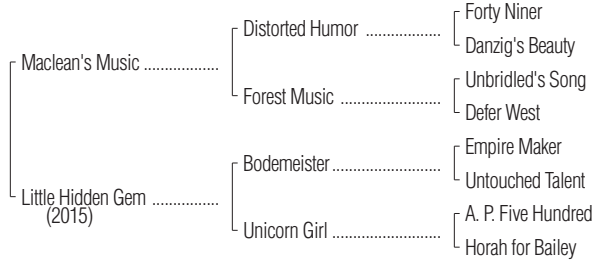 Forty Niner
Distorted Humor ..................
Danzig's Beauty
Maclean's Music .................
Unbridled's Song
Forest Music .......................
Defer West
Empire Maker
Bodemeister.........................
Untouched Talent
Little Hidden Gem ...............
(2015)
A. P. Five Hundred
Unicorn Girl .........................
Horah for Bailey